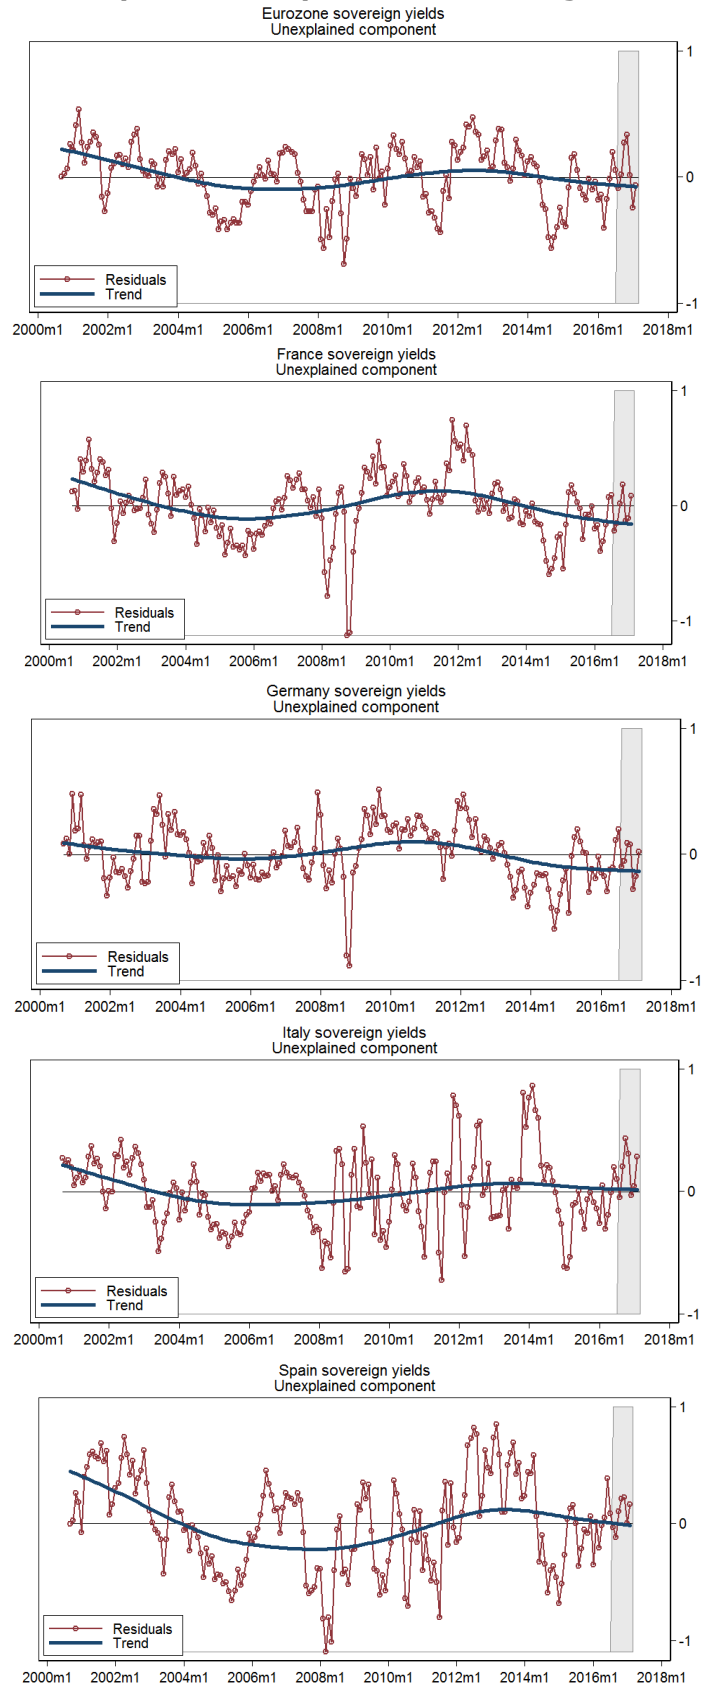 Eurozone sovereign yields
Unexplained component
1
0
-1
Residuals
Trend
2000m1 2002m1 2004m1 2006m1 2008m1 2010m1 2012m1 2014m1 2016m1 2018m1
France sovereign yields
Unexplained component
1
0
-1
Residuals
Trend
2000m1 2002m1 2004m1 2006m1 2008m1 2010m1 2012m1 2014m1 2016m1 2018m1
Germany sovereign yields
Unexplained component
1
0
-1
Residuals
Trend
2000m1 2002m1 2004m1 2006m1 2008m1 2010m1 2012m1 2014m1 2016m1 2018m1
Italy sovereign yields
Unexplained component
1
0
-1
Residuals
Trend
2000m1 2002m1 2004m1 2006m1 2008m1 2010m1 2012m1 2014m1 2016m1 2018m1
Spain sovereign yields
Unexplained component
1
0
-1
Residuals
Trend
2000m1 2002m1 2004m1 2006m1 2008m1 2010m1 2012m1 2014m1 2016m1 2018m1